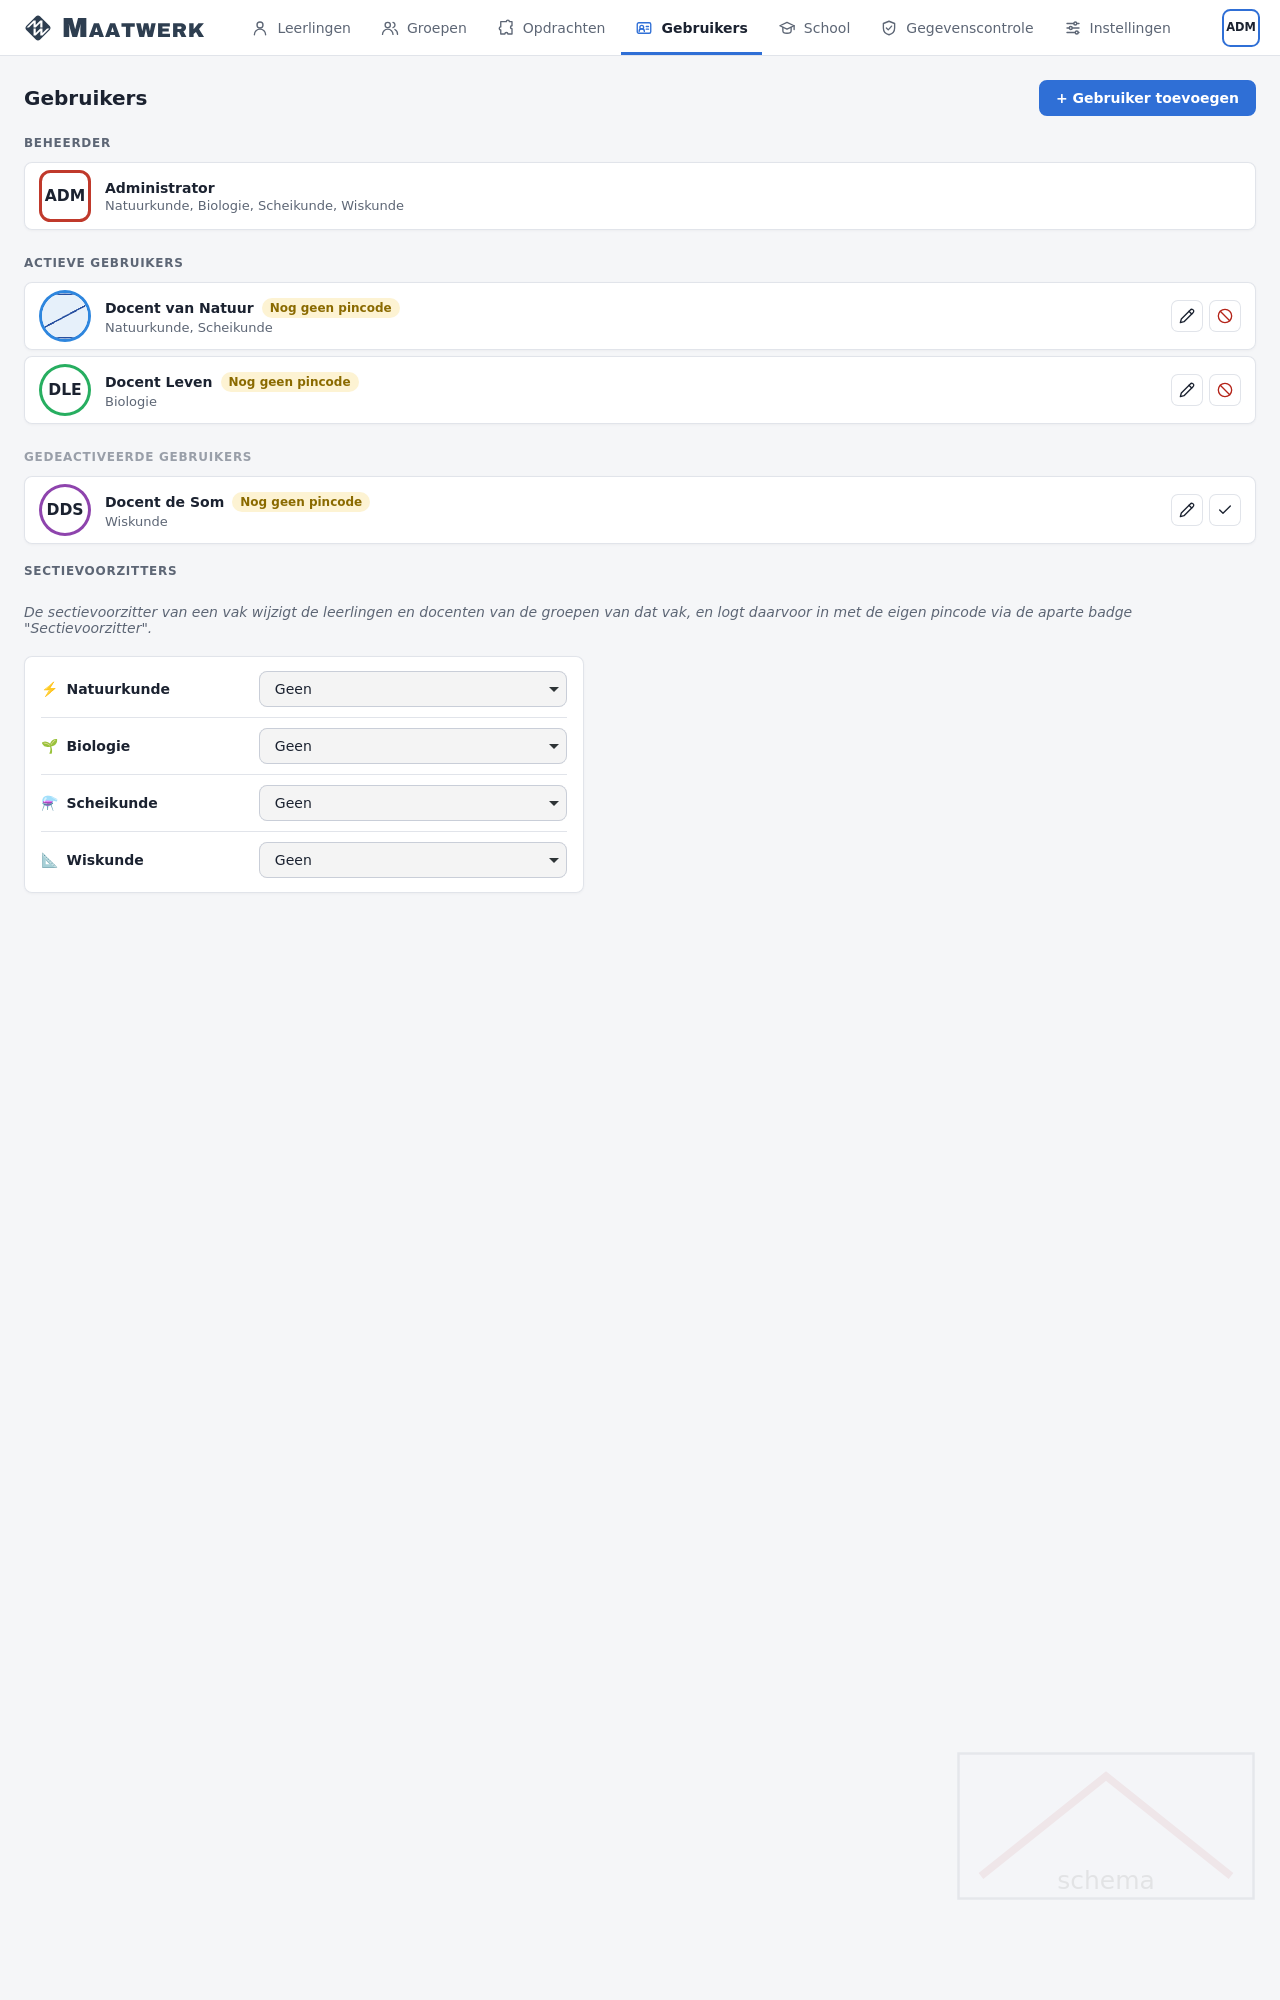 MAATWERK
Leerlingen
Groepen
Opdrachten
Gebruikers
School
Gegevenscontrole
Instellingen
ADM
Gebruikers
+ Gebruiker toevoegen
BEHEERDER
ADM
Administrator
Natuurkunde, Biologie, Scheikunde, Wiskunde
ACTIEVE GEBRUIKERS
Docent van Natuur
Nog geen pincode
Natuurkunde, Scheikunde
DLE
Docent Leven
Nog geen pincode
Biologie
GEDEACTIVEERDE GEBRUIKERS
DDS
Docent de Som
Nog geen pincode
Wiskunde
SECTIEVOORZITTERS
De sectievoorzitter van een vak wijzigt de leerlingen en docenten van de groepen van dat vak, en logt daarvoor in met de eigen pincode via de aparte badge
"Sectievoorzitter".
Natuurkunde
Geen
Biologie
Geen
Scheikunde
Geen
Wiskunde
Geen
schema